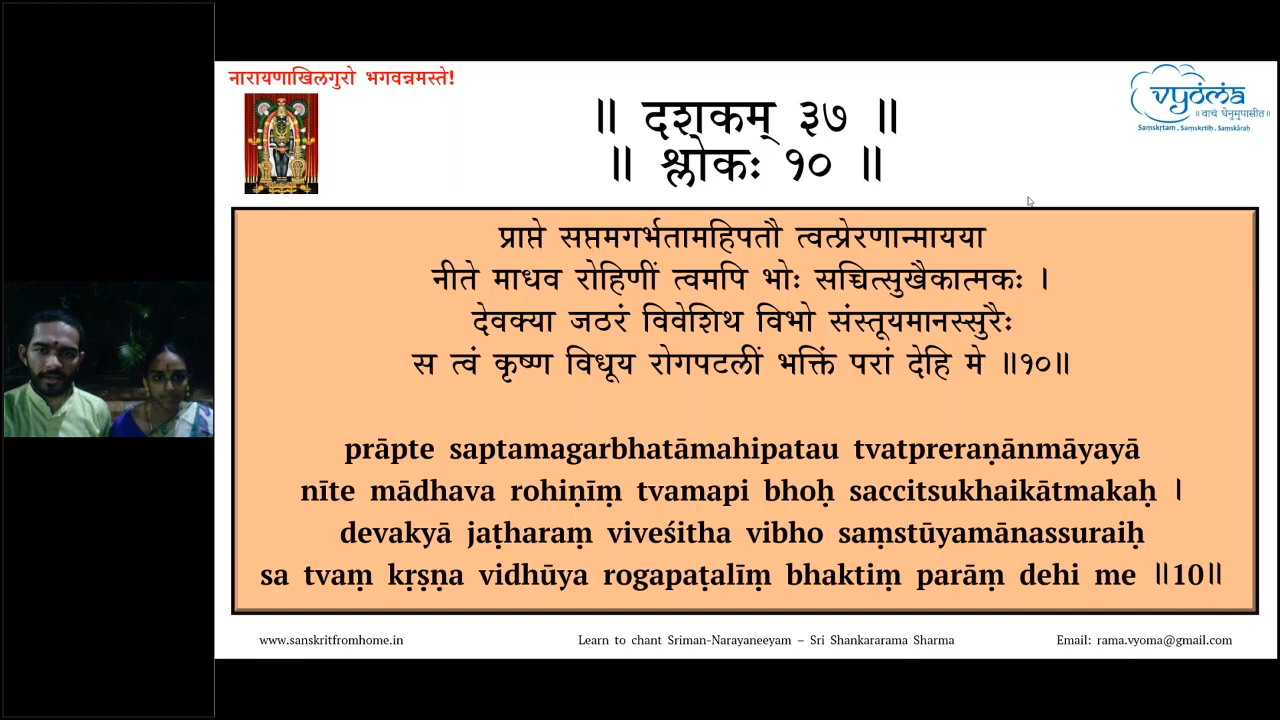 नारायणाखिलगुरो भगवन्नमस्ते!
vyoma
॥ वाचं धेनुमुपासीत॥
Saṃskṛtam . Saṃskṛtiḥ . Saṃskāraḥ
॥ दशकम् ३७ ॥
॥ श्लोकः १० ॥
प्राप्ते सप्तमगर्भतामहिपतौ त्वत्प्रेरणान्मायया
नीते माधव रोहिणीं त्वमपि भोः सच्चित्सुखैकात्मकः ।
देवक्या जठरं विवेशिथ विभो संस्तूयमानस्सुरैः
स त्वं कृष्ण विधूय रोगपटलीं भक्तिं परां देहि मे ॥१०॥
prāpte saptamagarbhatāmahipatau tvatpreraṇānmāyayā
nīte mādhava rohiṇīṃ tvamapi bhoḥ saccitsukhaikātmakaḥ ।
devakyā jaṭharaṃ viveśitha vibho saṃstūyamānassuraiḥ
sa tvaṃ kṛṣṇa vidhūya rogapaṭalīṃ bhaktiṃ parāṃ dehi me ॥10॥
www.sanskritfromhome.in Learn to chant Sriman-Narayaneeyam – Sri Shankararama Sharma Email: rama.vyoma@gmail.com